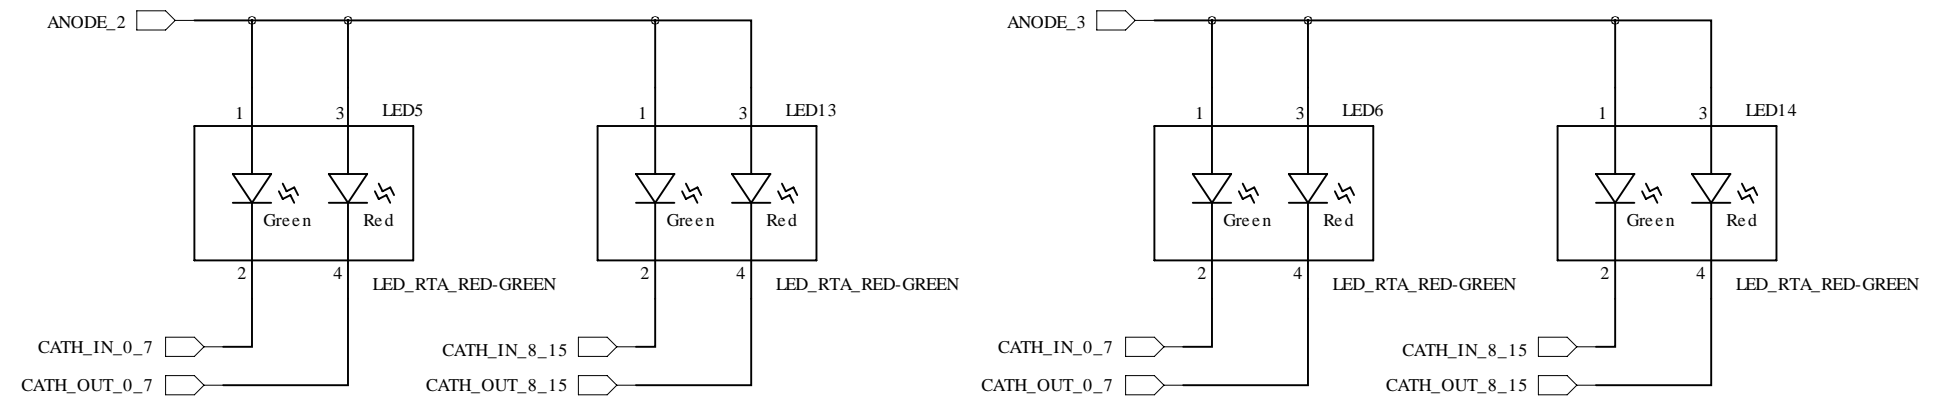 ANODE_2
ANODE_3
1 3 LED5
1 3 LED13
1 3 LED6
1 3 LED14
Green Red
Green Red
Green Red
Green Red
2 4 LED_RTA_RED-GREEN
2 4 LED_RTA_RED-GREEN
2 4 LED_RTA_RED-GREEN
2 4 LED_RTA_RED-GREEN
CATH_IN_0_7
CATH_IN_8_15
CATH_IN_0_7
CATH_IN_8_15
CATH_OUT_0_7
CATH_OUT_8_15
CATH_OUT_0_7
CATH_OUT_8_15